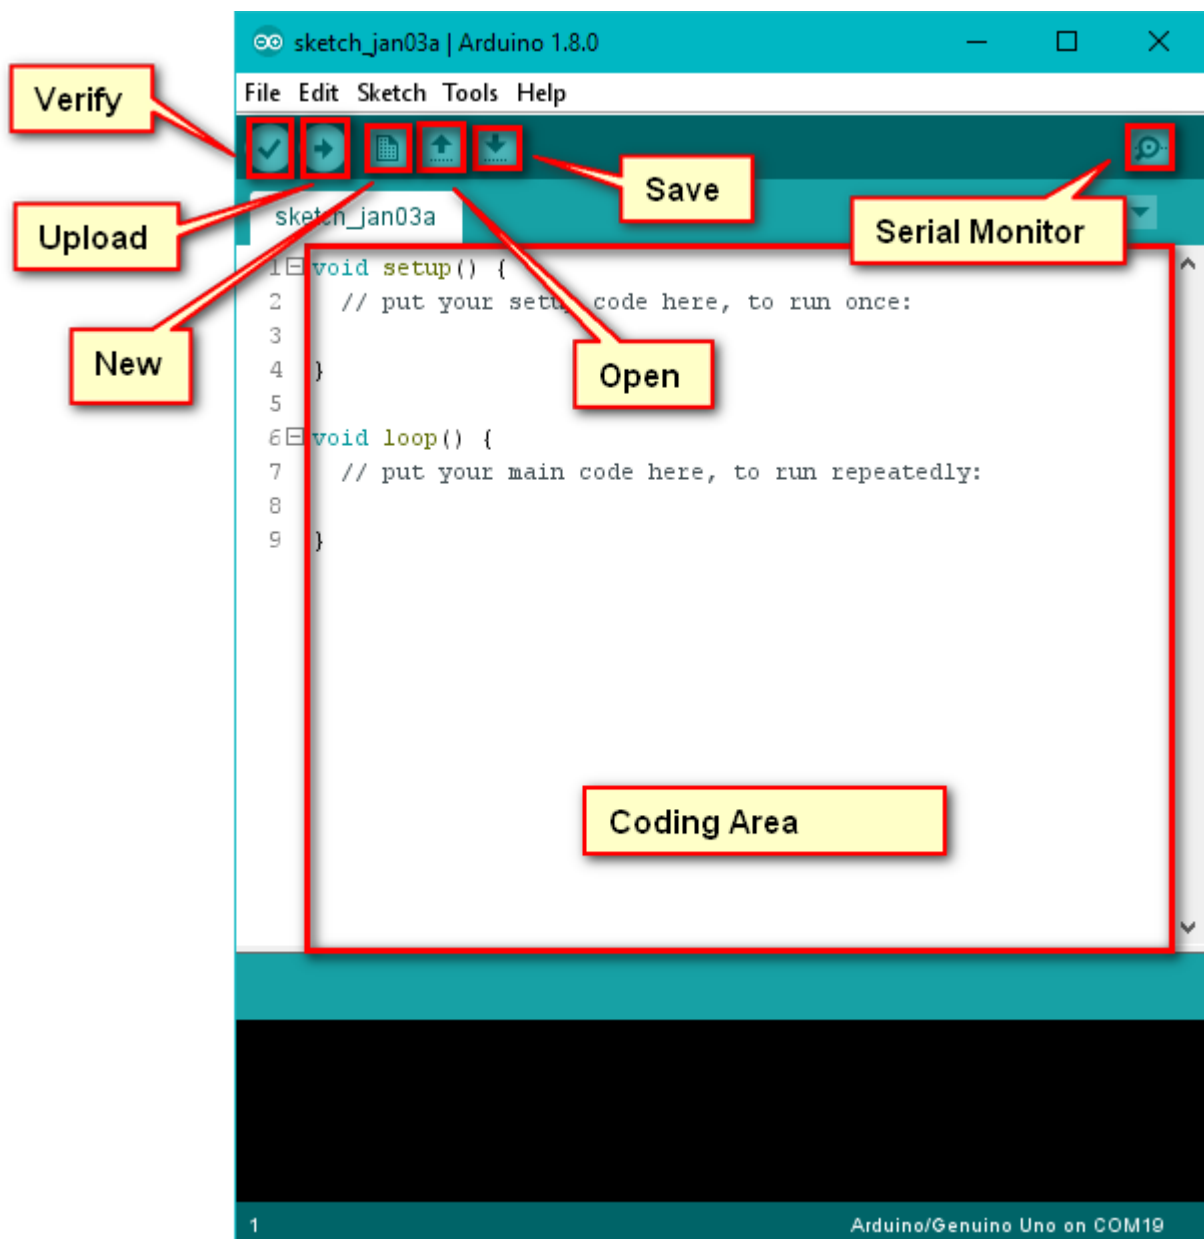 sketch_jan03a | Arduino 1.8.0
File Edit Sketch Tools Help
Verify
Save
Upload
sketch_jan03a
Serial Monitor
New
Open
1 void setup() {
2 // put your setup code here, to run once:
3
4 }
5
6 void loop() {
7 // put your main code here, to run repeatedly:
8
9 }
Coding Area
1 Arduino/Genuino Uno on COM19